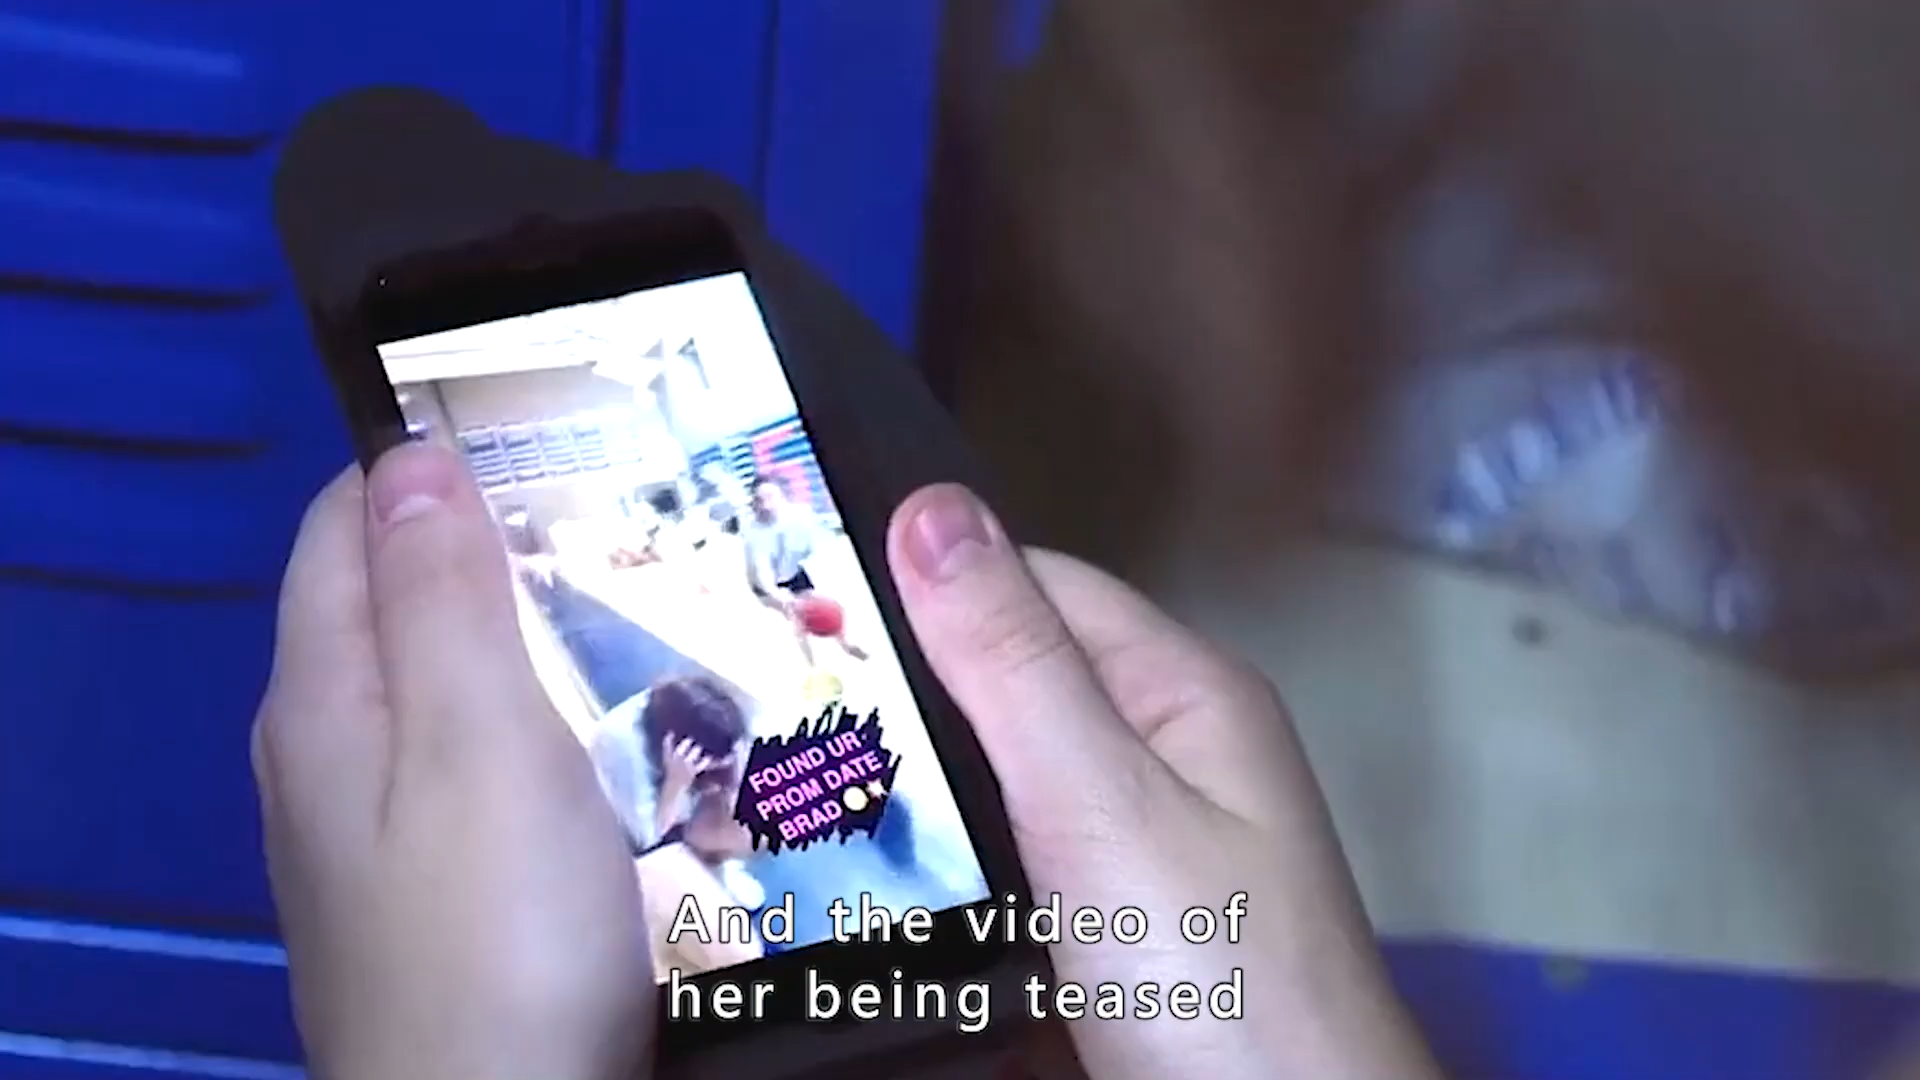 FOUND UR
PROM DATE
BRAD
And the video of
her being teased